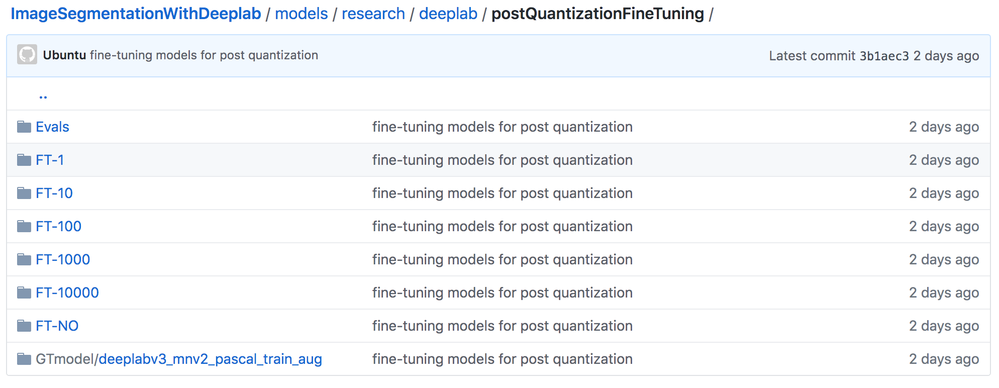 ImageSegmentationWithDeeplab / models / research / deeplab / postQuantizationFineTuning /
Ubuntu fine-tuning models for post quantization Latest commit 3b1aec3 2 days ago
..
Evals fine-tuning models for post quantization 2 days ago
FT-1 fine-tuning models for post quantization 2 days ago
FT-10 fine-tuning models for post quantization 2 days ago
FT-100 fine-tuning models for post quantization 2 days ago
FT-1000 fine-tuning models for post quantization 2 days ago
FT-10000 fine-tuning models for post quantization 2 days ago
FT-NO fine-tuning models for post quantization 2 days ago
GTmodel/deeplabv3_mnv2_pascal_train_aug fine-tuning models for post quantization 2 days ago